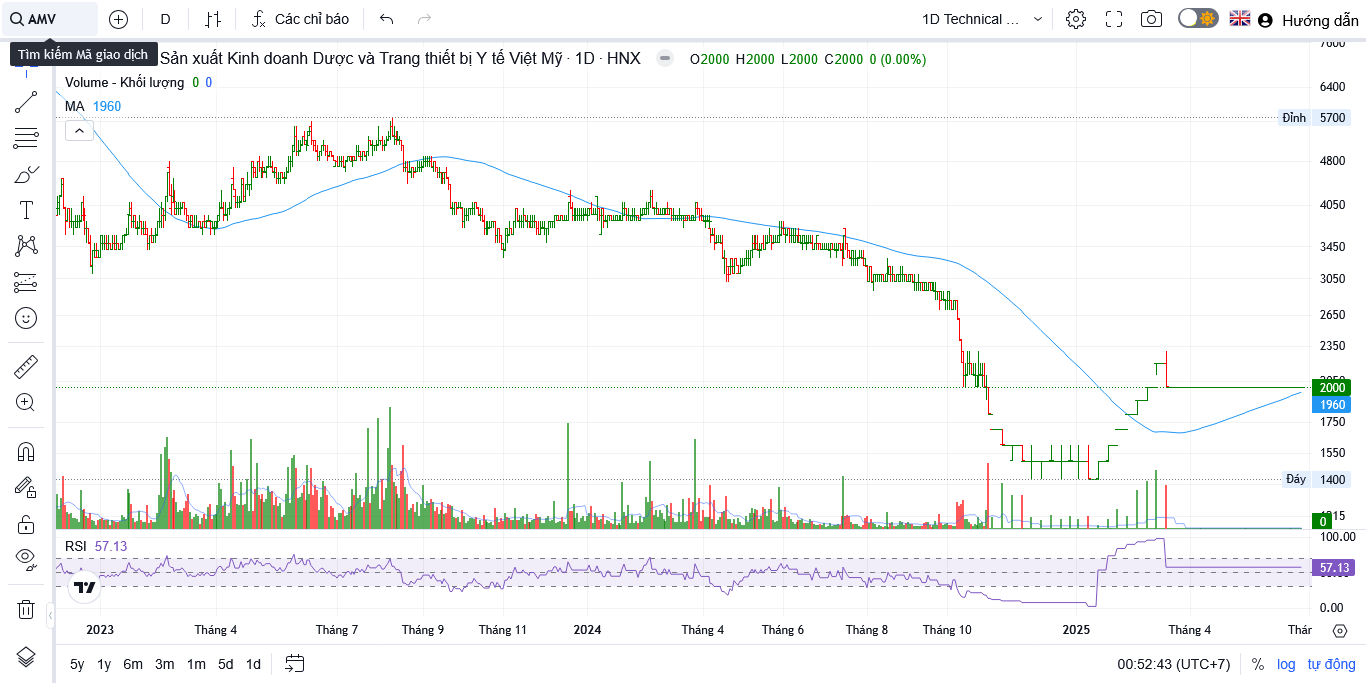 AMV D Các chỉ báo 1D Technical ... Hướng dẫn
Tìm kiếm Mã giao dịch
Sản xuất Kinh doanh Dược và Trang thiết bị Y tế Việt Mỹ · 1D · HNX O2000 H2000 L2000 C2000 0 (0.00%)
Volume - Khối lượng 0 0
MA 1960
7600
6400
Đỉnh 5700
4800
4050
3450
3050
2650
2350
2000
1960
1750
1550
Đáy 1400
0
RSI 57.13
100.00
57.13
0.00
2023 Tháng 4 Tháng 7 Tháng 9 Tháng 11 2024 Tháng 4 Tháng 6 Tháng 8 Tháng 10 2025 Tháng 4 Thár
5y 1y 6m 3m 1m 5d 1d 00:52:43 (UTC+7) % log tự động